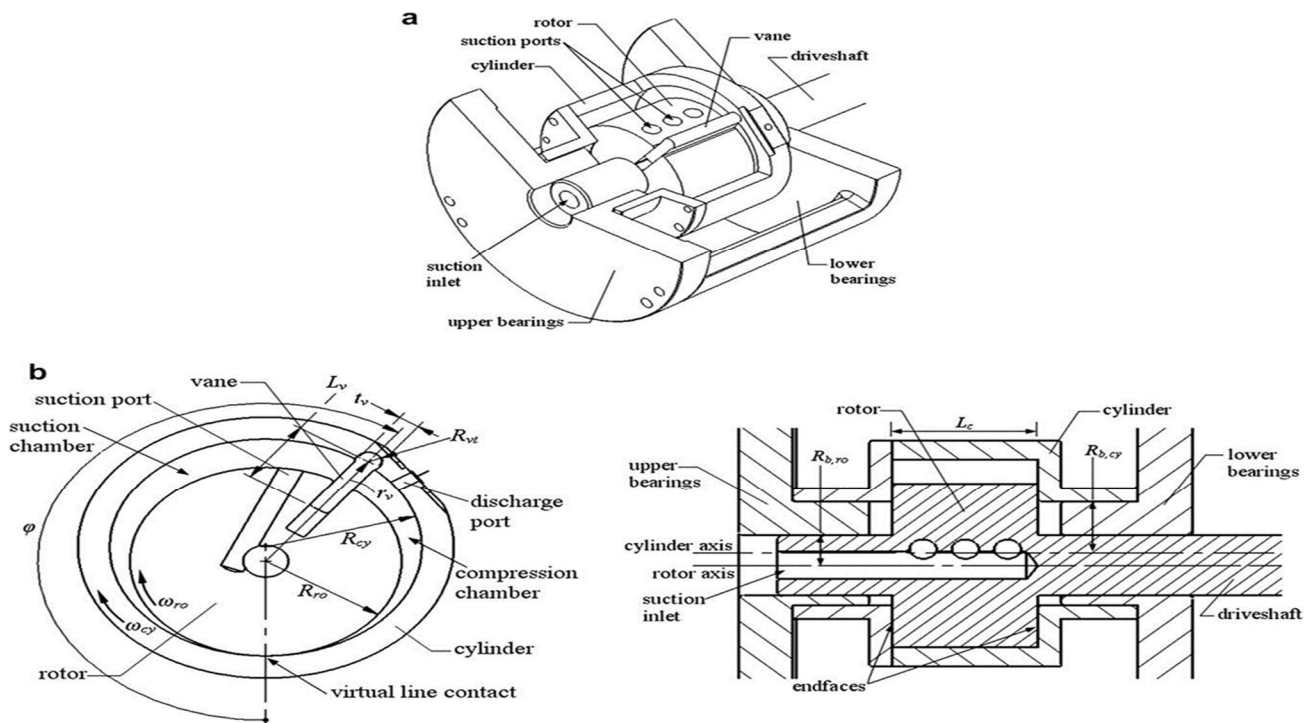 a
rotor
suction ports
cylinder
vane
driveshaft
suction
inlet
lower
bearings
upper bearings
b
vane
suction port
suction
chamber
Lv
tv
Rvt
rv
discharge
port
Rcy
Rro
φ
ωro
ωcy
compression
chamber
rotor
cylinder
virtual line contact
rotor
Lc
cylinder
upper
bearings
Rb,ro
Rb,cy
lower
bearings
cylinder axis
rotor axis
suction
inlet
driveshaft
endfaces